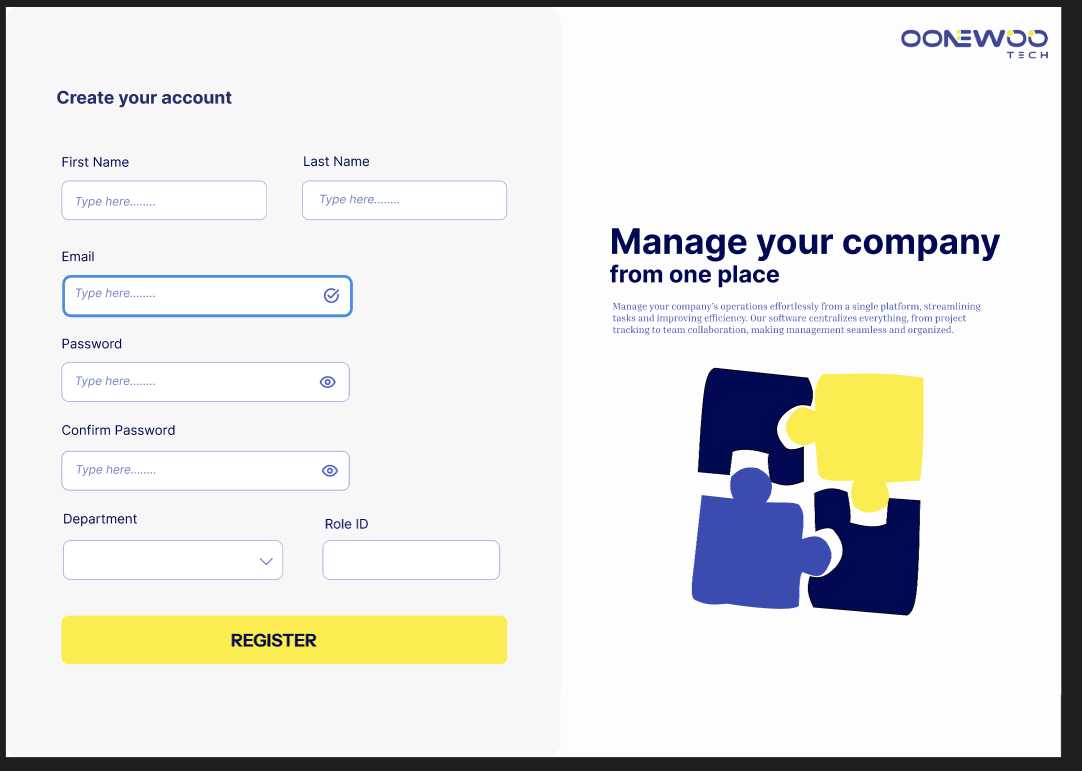 OONEWOO
TECH
Create your account
First Name
Last Name
Type here........
Type here........
Email
Type here........
Password
Type here........
Confirm Password
Type here........
Department
Role ID
REGISTER
Manage your company
from one place
Manage your company's operations effortlessly from a single platform, streamlining
tasks and improving efficiency. Our software centralizes everything, from project
tracking to team collaboration, making management seamless and organized.